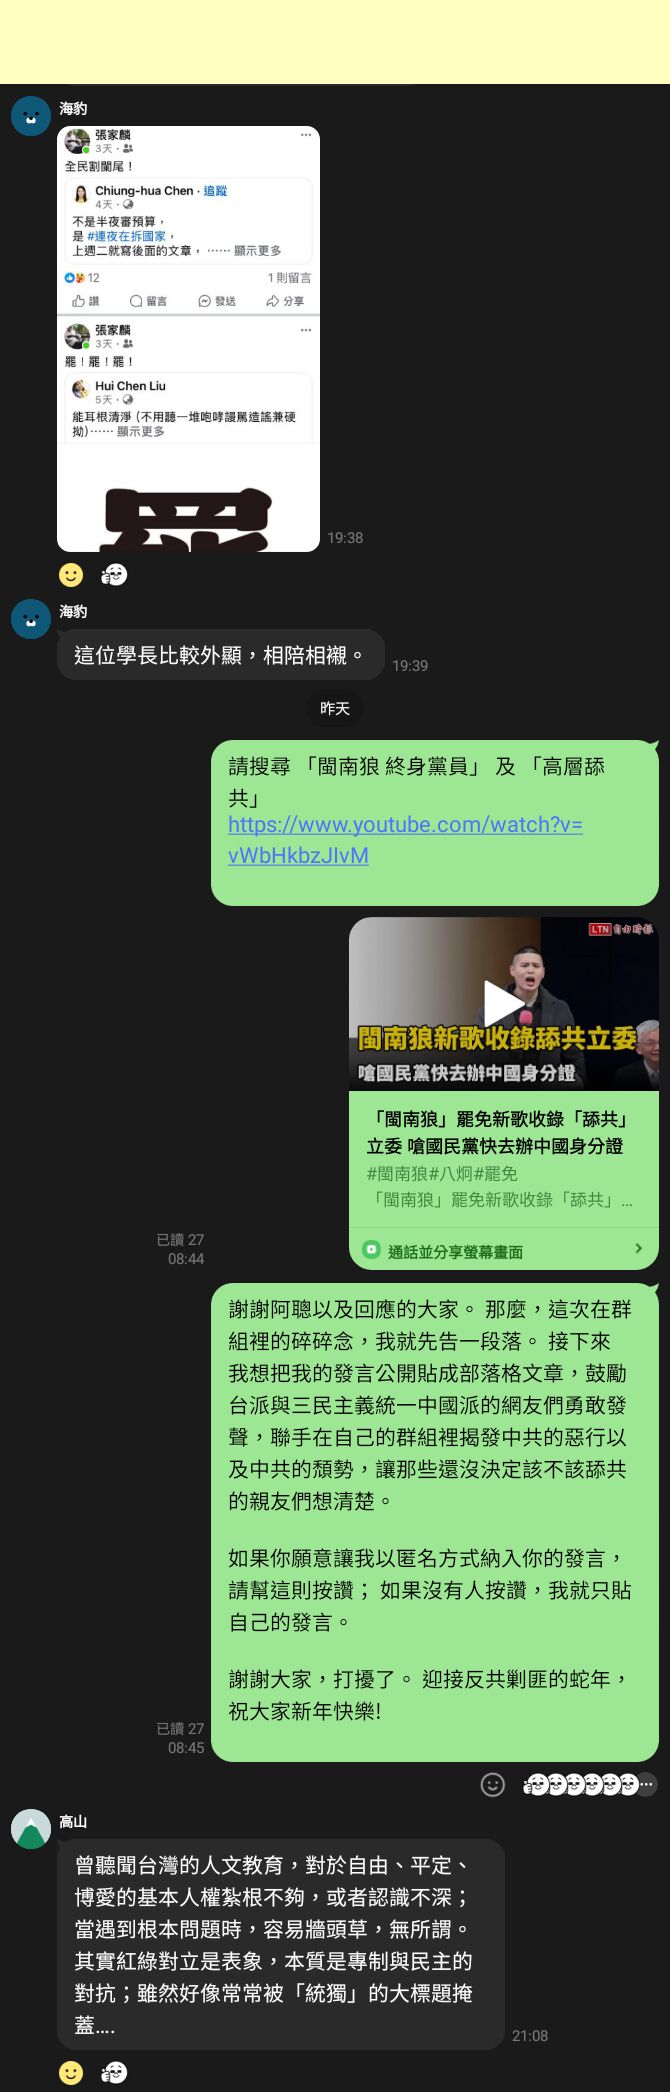 海豹
張家麟
3天・
全民割闌尾！
Chiung-hua Chen · 追蹤
4天・
不是半夜審預算，
是 #連夜在拆國家，
上週二就寫後面的文章， …… 顯示更多
12
1 則留言
讚
留言
發送
分享
張家麟
3天・
罷！罷！罷！
Hui Chen Liu
5天・
能耳根清淨 (不用聽一堆咆哮謾罵造謠兼硬
拗)…… 顯示更多
罷
19:38
海豹
這位學長比較外顯，相陪相襯。
19:39
昨天
請搜尋 「閩南狼 終身黨員」 及 「高層舔
共」
https://www.youtube.com/watch?v=
vWbHkbzJIvM
LTN 自由時報
閩南狼新歌收錄舔共立委
嗆國民黨快去辦中國身分證
「閩南狼」罷免新歌收錄「舔共」
立委 嗆國民黨快去辦中國身分證
#閩南狼#八炯#罷免
「閩南狼」罷免新歌收錄「舔共」...
通話並分享螢幕畫面
已讀 27
08:44
謝謝阿聰以及回應的大家。 那麼，這次在群
組裡的碎碎念，我就先告一段落。 接下來
我想把我的發言公開貼成部落格文章，鼓勵
台派與三民主義統一中國派的網友們勇敢發
聲，聯手在自己的群組裡揭發中共的惡行以
及中共的頹勢，讓那些還沒決定該不該舔共
的親友們想清楚。
如果你願意讓我以匿名方式納入你的發言，
請幫這則按讚； 如果沒有人按讚，我就只貼
自己的發言。
謝謝大家，打擾了。 迎接反共剿匪的蛇年，
祝大家新年快樂!
已讀 27
08:45
高山
曾聽聞台灣的人文教育，對於自由、平定、
博愛的基本人權紮根不夠，或者認識不深；
當遇到根本問題時，容易牆頭草，無所謂。
其實紅綠對立是表象，本質是專制與民主的
對抗；雖然好像常常被「統獨」的大標題掩
蓋....
21:08